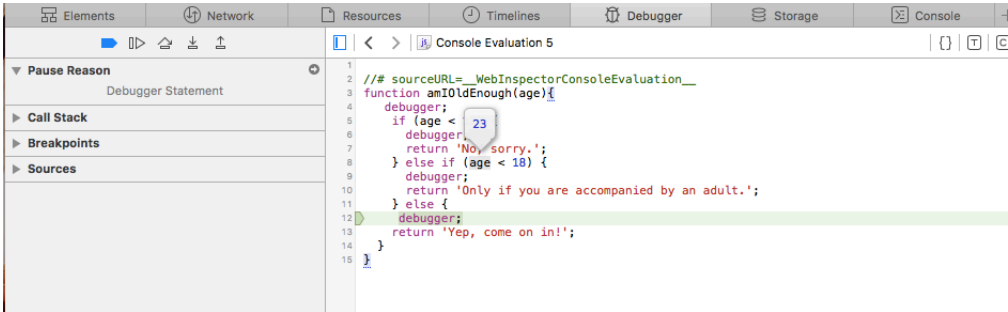 Elements Network Resources Timelines Debugger Storage Console
Console Evaluation 5 {} T
Pause Reason
Debugger Statement
Call Stack
Breakpoints
Sources
1
2 //# sourceURL=__WebInspectorConsoleEvaluation__
3 function amIOldEnough(age){
4 debugger;
5 if (age <
23
6 debugger;
7 return 'No, sorry.';
8 } else if (age < 18) {
9 debugger;
10 return 'Only if you are accompanied by an adult.';
11 } else {
12 debugger;
13 return 'Yep, come on in!';
14 }
15 }